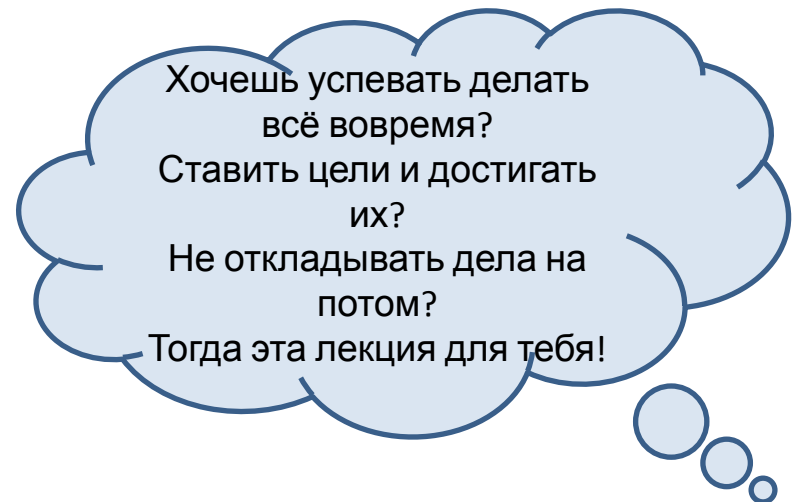 Хочешь успевать делать
всё вовремя?
Ставить цели и достигать
их?
Не откладывать дела на
потом?
Тогда эта лекция для тебя!